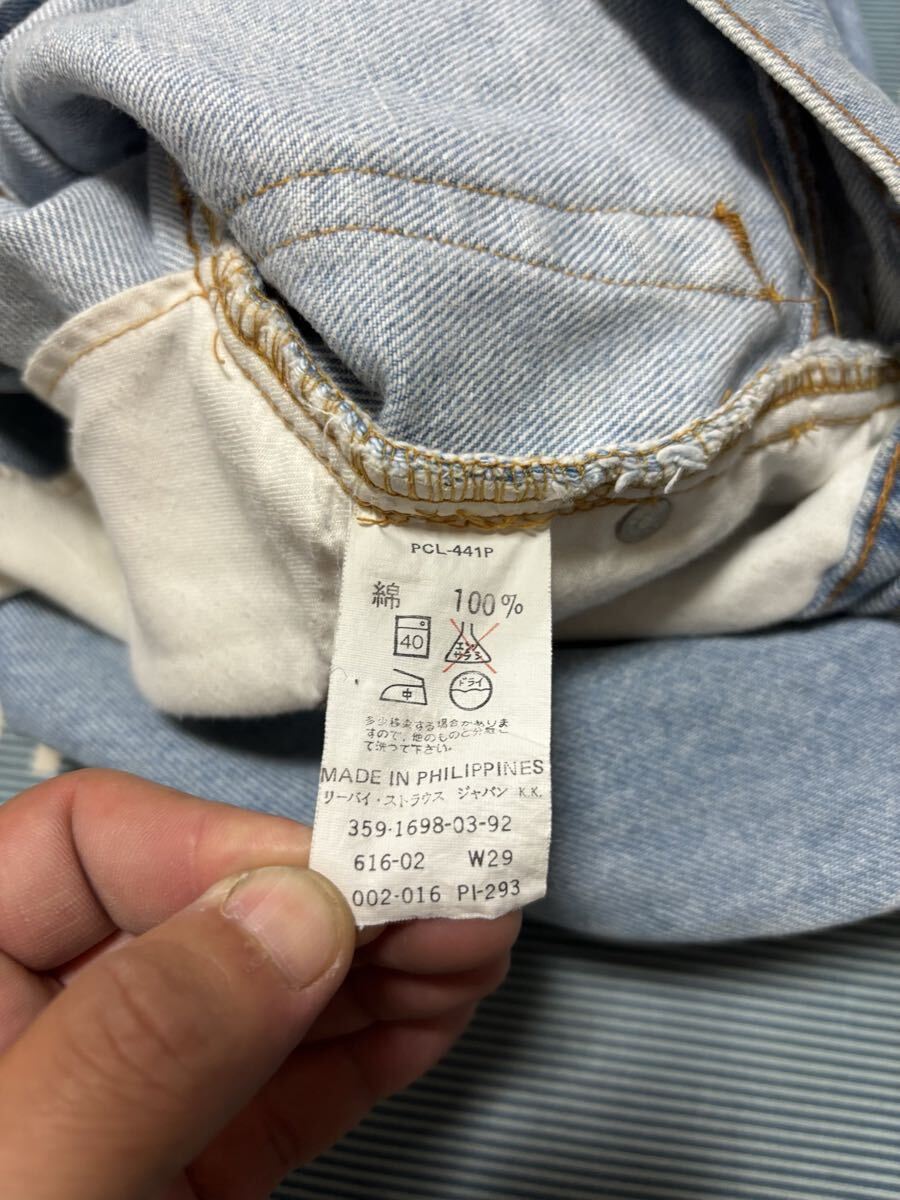 PCL-441P
綿 100%
40 エンソ サラシ
中 ドライ
多少移染する場合がありま
すので、他のものと分離し
て洗って下さい。
MADE IN PHILIPPINES
リーバイ・ストラウス ジャパン K.K.
359-1698-03-92
616-02 W29
002-016 PI-293